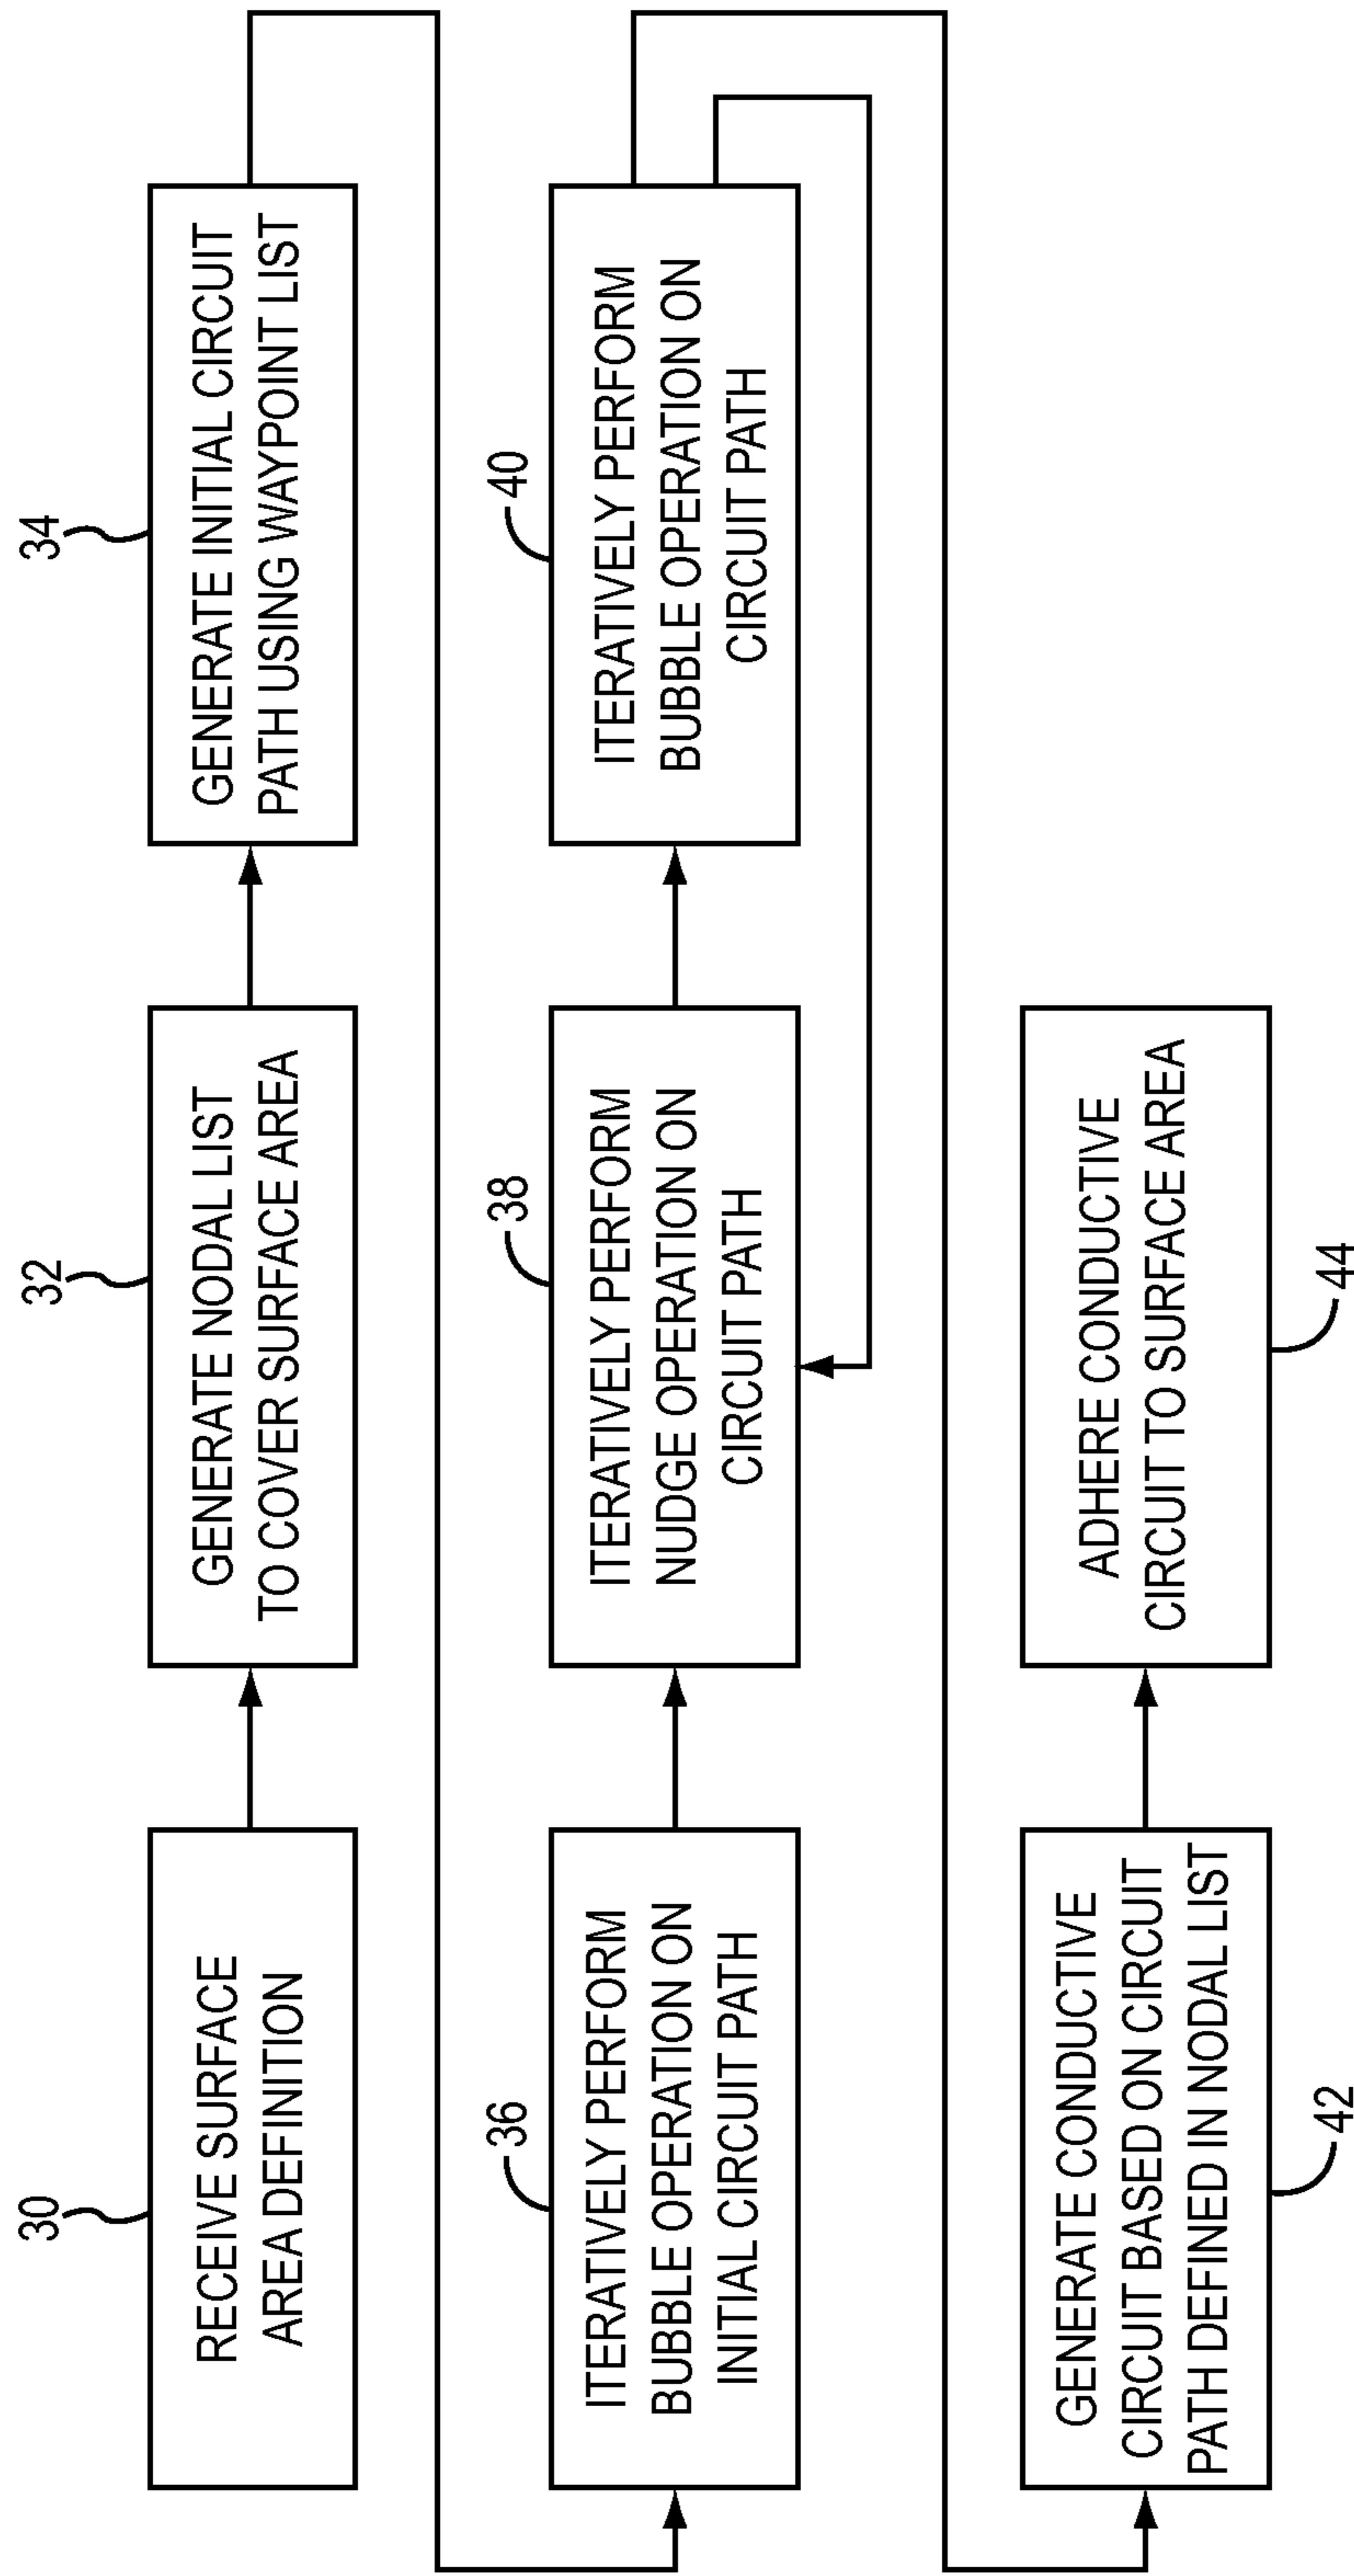 30
RECEIVE SURFACE
AREA DEFINITION
32
GENERATE NODAL LIST
TO COVER SURFACE AREA
34
GENERATE INITIAL CIRCUIT
PATH USING WAYPOINT LIST
36
ITERATIVELY PERFORM
BUBBLE OPERATION ON
INITIAL CIRCUIT PATH
38
ITERATIVELY PERFORM
NUDGE OPERATION ON
CIRCUIT PATH
40
ITERATIVELY PERFORM
BUBBLE OPERATION ON
CIRCUIT PATH
GENERATE CONDUCTIVE
CIRCUIT BASED ON CIRCUIT
PATH DEFINED IN NODAL LIST
42
ADHERE CONDUCTIVE
CIRCUIT TO SURFACE AREA
44